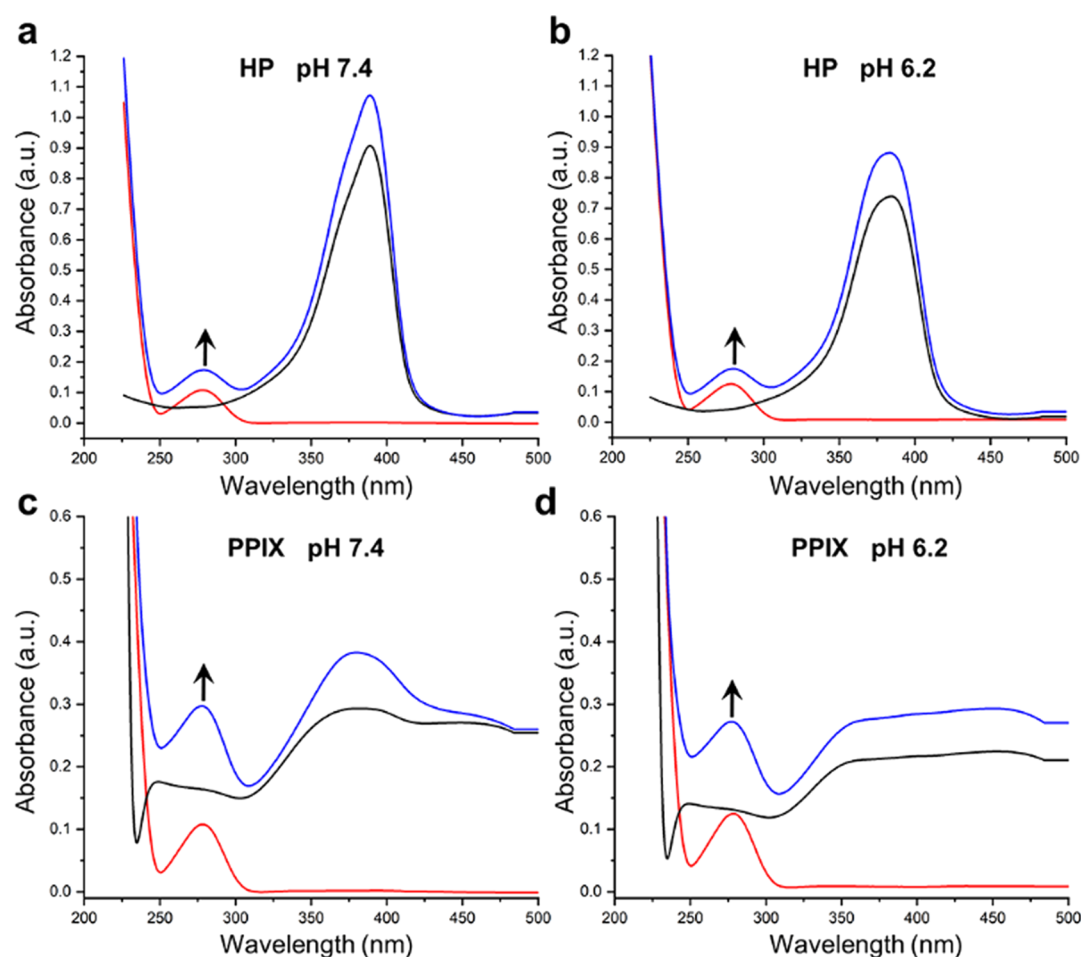 a
HP pH 7.4
1.2
1.1
1.0
0.9
0.8
0.7
0.6
0.5
0.4
0.3
0.2
0.1
0.0
Absorbance (a.u.)
200 250 300 350 400 450 500
Wavelength (nm)
b
HP pH 6.2
1.2
1.1
1.0
0.9
0.8
0.7
0.6
0.5
0.4
0.3
0.2
0.1
0.0
Absorbance (a.u.)
200 250 300 350 400 450 500
Wavelength (nm)
c
PPIX pH 7.4
0.6
0.5
0.4
0.3
0.2
0.1
0.0
Absorbance (a.u.)
200 250 300 350 400 450 500
Wavelength (nm)
d
PPIX pH 6.2
0.6
0.5
0.4
0.3
0.2
0.1
0.0
Absorbance (a.u.)
200 250 300 350 400 450 500
Wavelength (nm)